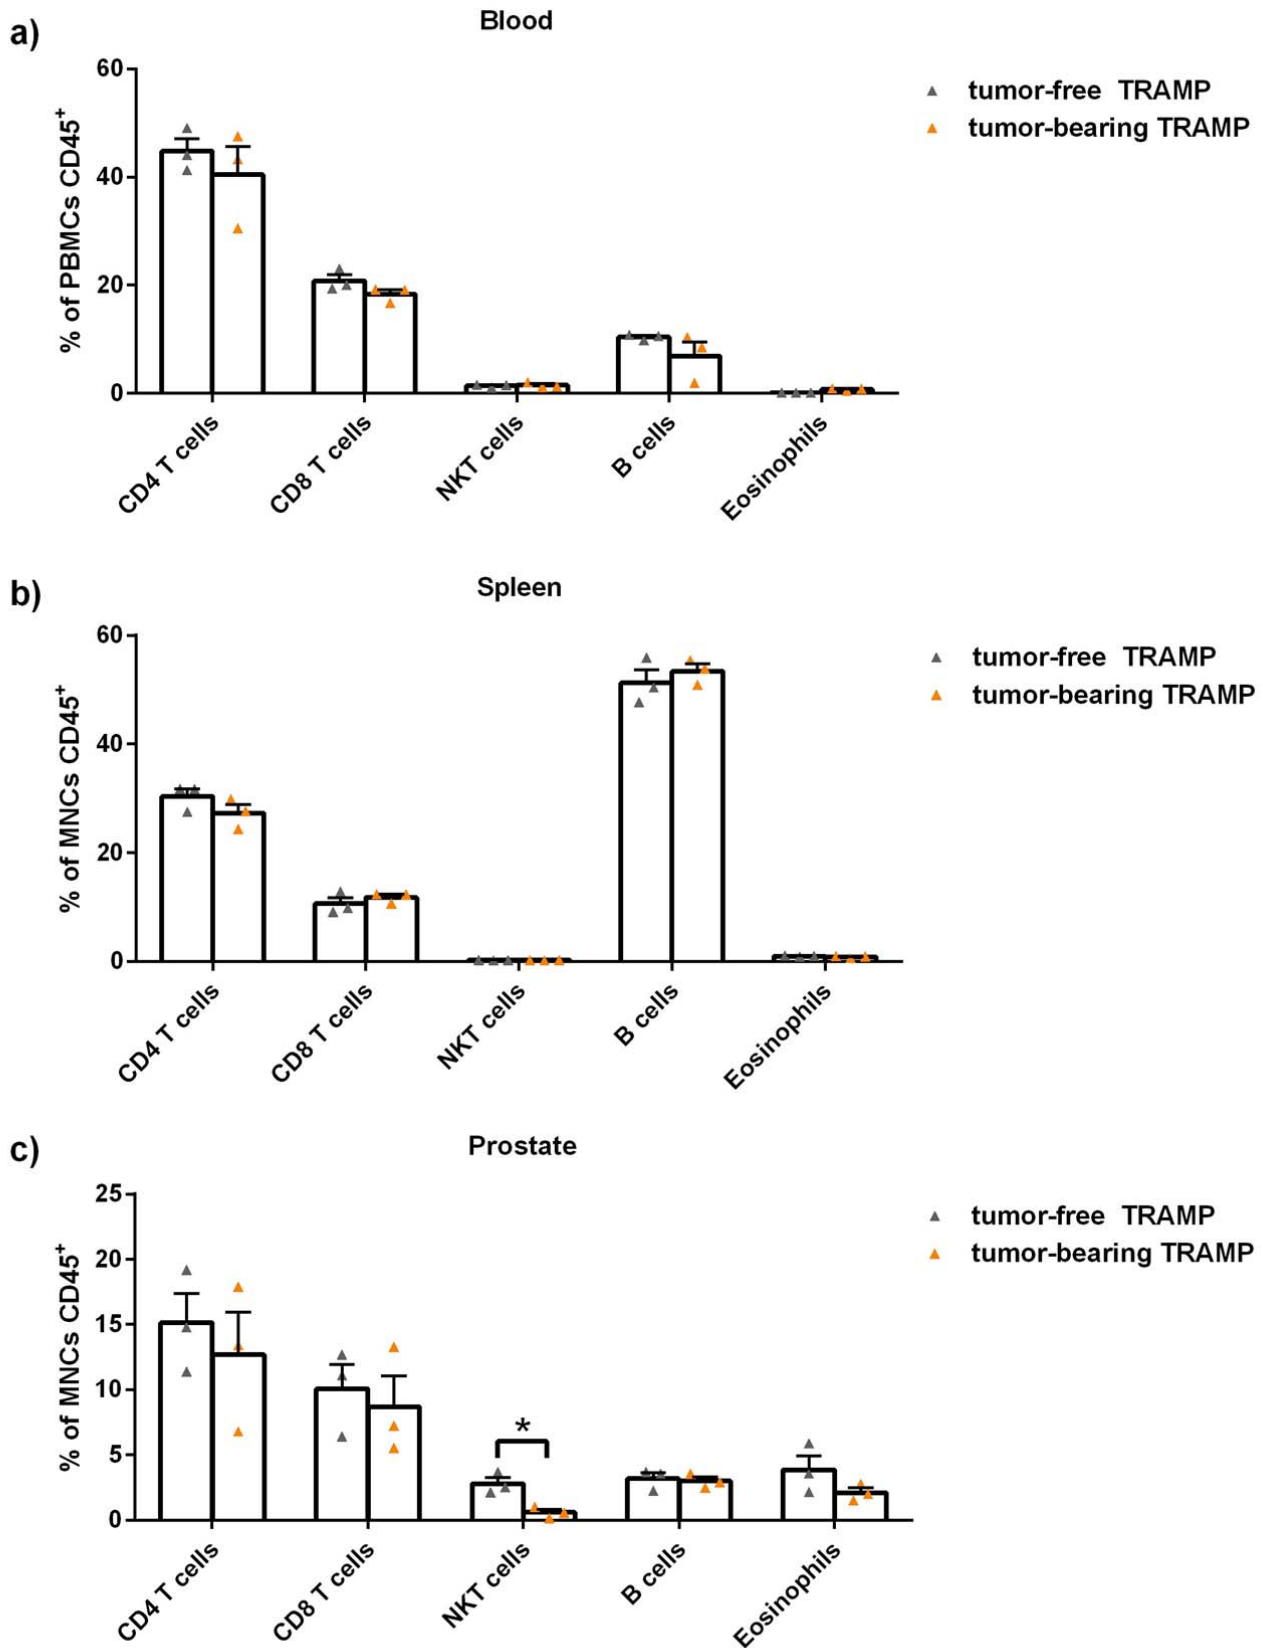 a)
Blood
% of PBMCs CD45+
60
40
20
0
CD4 T cells
CD8 T cells
NKT cells
B cells
Eosinophils
tumor-free TRAMP
tumor-bearing TRAMP
b)
Spleen
% of MNCs CD45+
60
40
20
0
CD4 T cells
CD8 T cells
NKT cells
B cells
Eosinophils
tumor-free TRAMP
tumor-bearing TRAMP
c)
Prostate
% of MNCs CD45+
25
20
15
10
5
0
*
CD4 T cells
CD8 T cells
NKT cells
B cells
Eosinophils
tumor-free TRAMP
tumor-bearing TRAMP